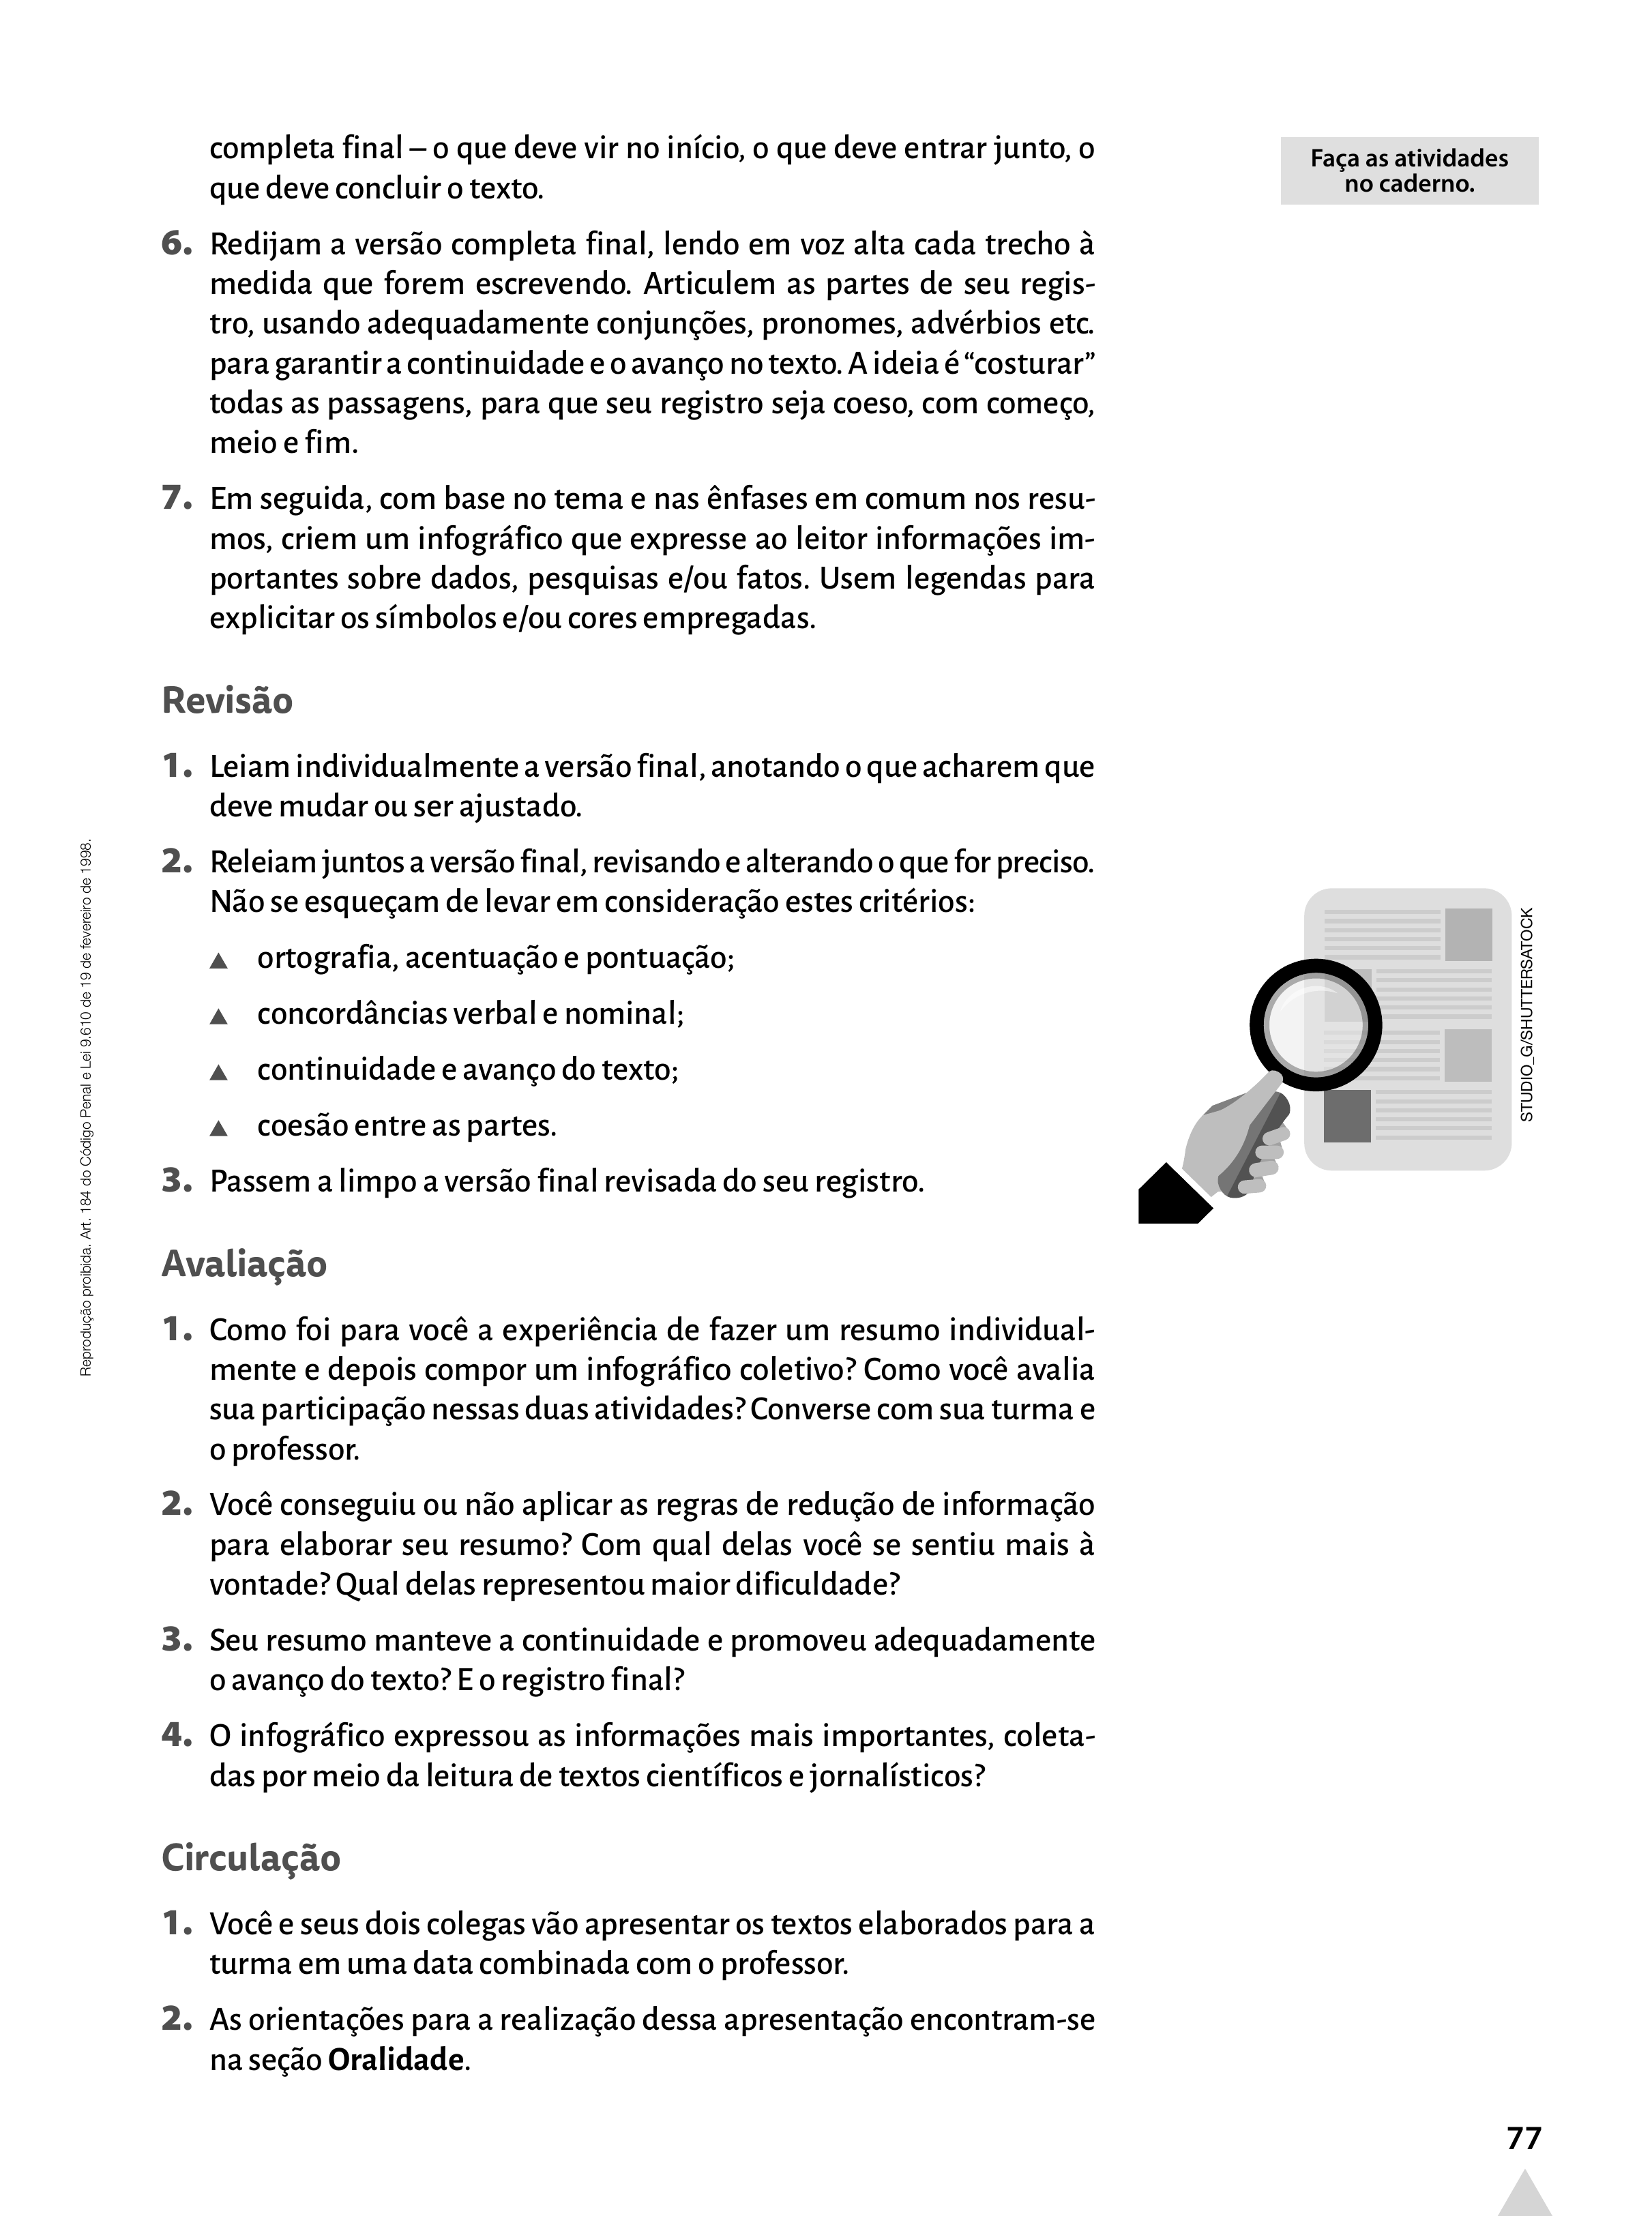 completa final – o que deve vir no início, o que deve entrar junto, o
que deve concluir o texto.
Faça as atividades
no caderno.
6. Redijam a versão completa final, lendo em voz alta cada trecho à
medida que forem escrevendo. Articulem as partes de seu regis-
tro, usando adequadamente conjunções, pronomes, advérbios etc.
para garantir a continuidade e o avanço no texto. A ideia é “costurar”
todas as passagens, para que seu registro seja coeso, com começo,
meio e fim.
7. Em seguida, com base no tema e nas ênfases em comum nos resu-
mos, criem um infográfico que expresse ao leitor informações im-
portantes sobre dados, pesquisas e/ou fatos. Usem legendas para
explicitar os símbolos e/ou cores empregadas.
Revisão
1. Leiam individualmente a versão final, anotando o que acharem que
deve mudar ou ser ajustado.
2. Releiam juntos a versão final, revisando e alterando o que for preciso.
Não se esqueçam de levar em consideração estes critérios:
▲ ortografia, acentuação e pontuação;
▲ concordâncias verbal e nominal;
▲ continuidade e avanço do texto;
▲ coesão entre as partes.
3. Passem a limpo a versão final revisada do seu registro.
STUDIO_G/SHUTTERSATOCK
Avaliação
1. Como foi para você a experiência de fazer um resumo individual-
mente e depois compor um infográfico coletivo? Como você avalia
sua participação nessas duas atividades? Converse com sua turma e
o professor.
2. Você conseguiu ou não aplicar as regras de redução de informação
para elaborar seu resumo? Com qual delas você se sentiu mais à
vontade? Qual delas representou maior dificuldade?
3. Seu resumo manteve a continuidade e promoveu adequadamente
o avanço do texto? E o registro final?
4. O infográfico expressou as informações mais importantes, coleta-
das por meio da leitura de textos científicos e jornalísticos?
Circulação
1. Você e seus dois colegas vão apresentar os textos elaborados para a
turma em uma data combinada com o professor.
2. As orientações para a realização dessa apresentação encontram-se
na seção Oralidade.
Reprodução proibida. Art. 184 do Código Penal e Lei 9.610 de 19 de fevereiro de 1998.
77